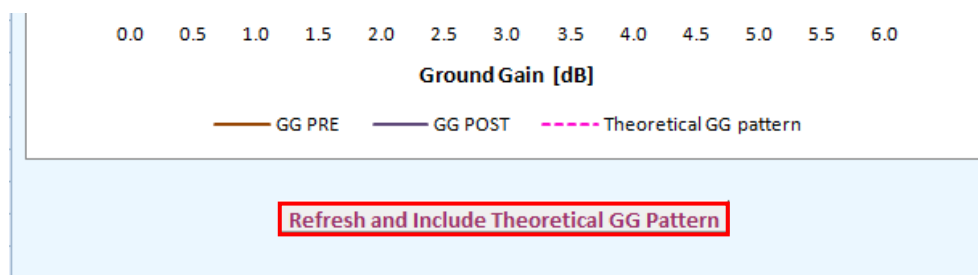 0.0 0.5 1.0 1.5 2.0 2.5 3.0 3.5 4.0 4.5 5.0 5.5 6.0
Ground Gain [dB]
GG PRE GG POST Theoretical GG pattern
Refresh and Include Theoretical GG Pattern